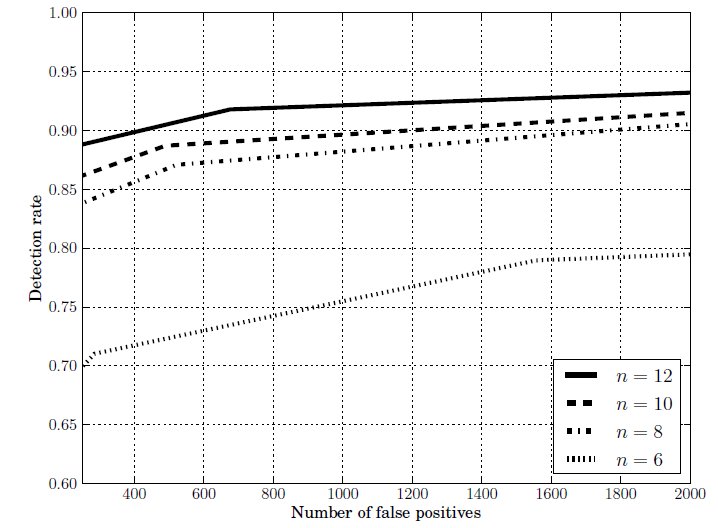 1.00
0.95
0.90
0.85
0.80
0.75
0.70
0.65
0.60
Detection rate
400 600 800 1000 1200 1400 1600 1800 2000
Number of false positives
n = 12
n = 10
n = 8
n = 6